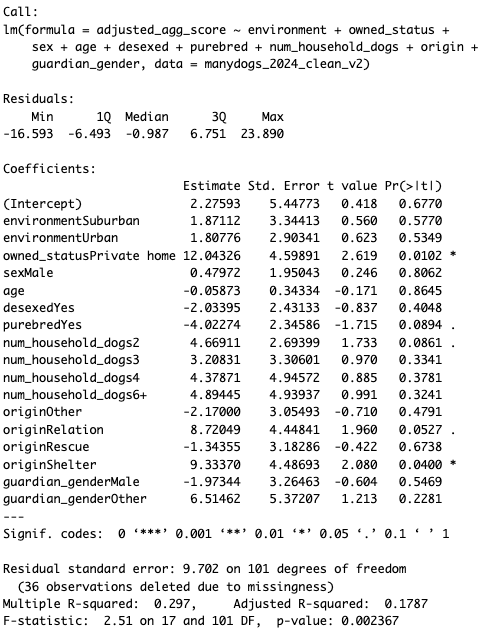 Call:
lm(formula = adjusted_agg_score ~ environment + owned_status +
    sex + age + desexed + purebred + num_household_dogs + origin +
    guardian_gender, data = manydogs_2024_clean_v2)
Residuals:
    Min      1Q  Median      3Q     Max
-16.593  -6.493  -0.987   6.751  23.890
Coefficients:
                         Estimate Std. Error t value Pr(>|t|)
(Intercept)               2.27593    5.44773   0.418   0.6770
environmentSuburban       1.87112    3.34413   0.560   0.5770
environmentUrban          1.80776    2.90341   0.623   0.5349
owned_statusPrivate home 12.04326    4.59891   2.619   0.0102 *
sexMale                   0.47972    1.95043   0.246   0.8062
age                      -0.05873    0.34334  -0.171   0.8645
desexedYes               -2.03395    2.43133  -0.837   0.4048
purebredYes              -4.02274    2.34586  -1.715   0.0894 .
num_household_dogs2       4.66911    2.69399   1.733   0.0861 .
num_household_dogs3       3.20831    3.30601   0.970   0.3341
num_household_dogs4       4.37871    4.94572   0.885   0.3781
num_household_dogs6+      4.89445    4.93937   0.991   0.3241
originOther              -2.17000    3.05493  -0.710   0.4791
originRelation            8.72049    4.44841   1.960   0.0527 .
originRescue             -1.34355    3.18286  -0.422   0.6738
originShelter             9.33370    4.48693   2.080   0.0400 *
guardian_genderMale      -1.97344    3.26463  -0.604   0.5469
guardian_genderOther      6.51462    5.37207   1.213   0.2281
---
Signif. codes:  0 ‘***’ 0.001 ‘**’ 0.01 ‘*’ 0.05 ‘.’ 0.1 ‘ ’ 1
Residual standard error: 9.702 on 101 degrees of freedom
  (36 observations deleted due to missingness)
Multiple R-squared:  0.297,	Adjusted R-squared:  0.1787
F-statistic:  2.51 on 17 and 101 DF,  p-value: 0.002367